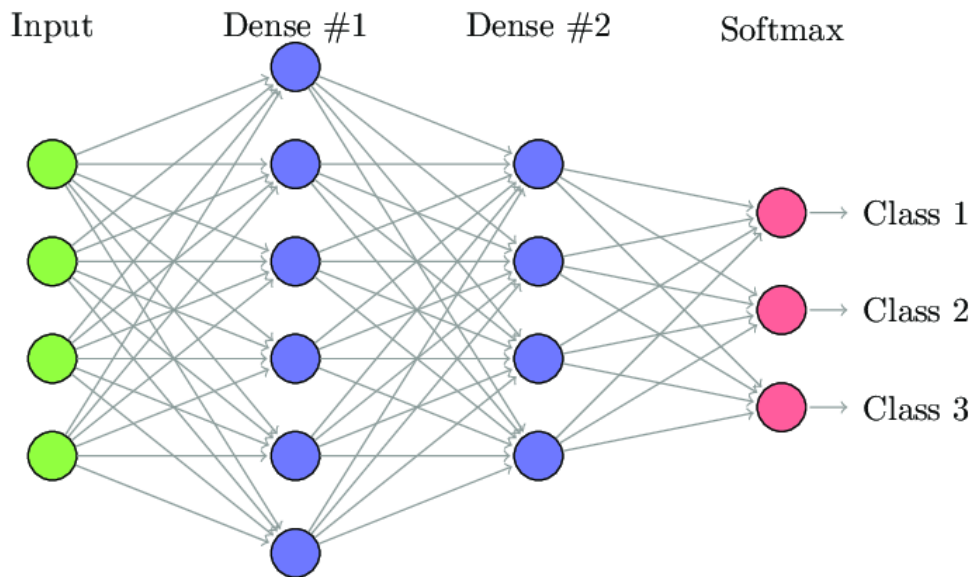 Input
Dense #1
Dense #2
Softmax
Class 1
Class 2
Class 3